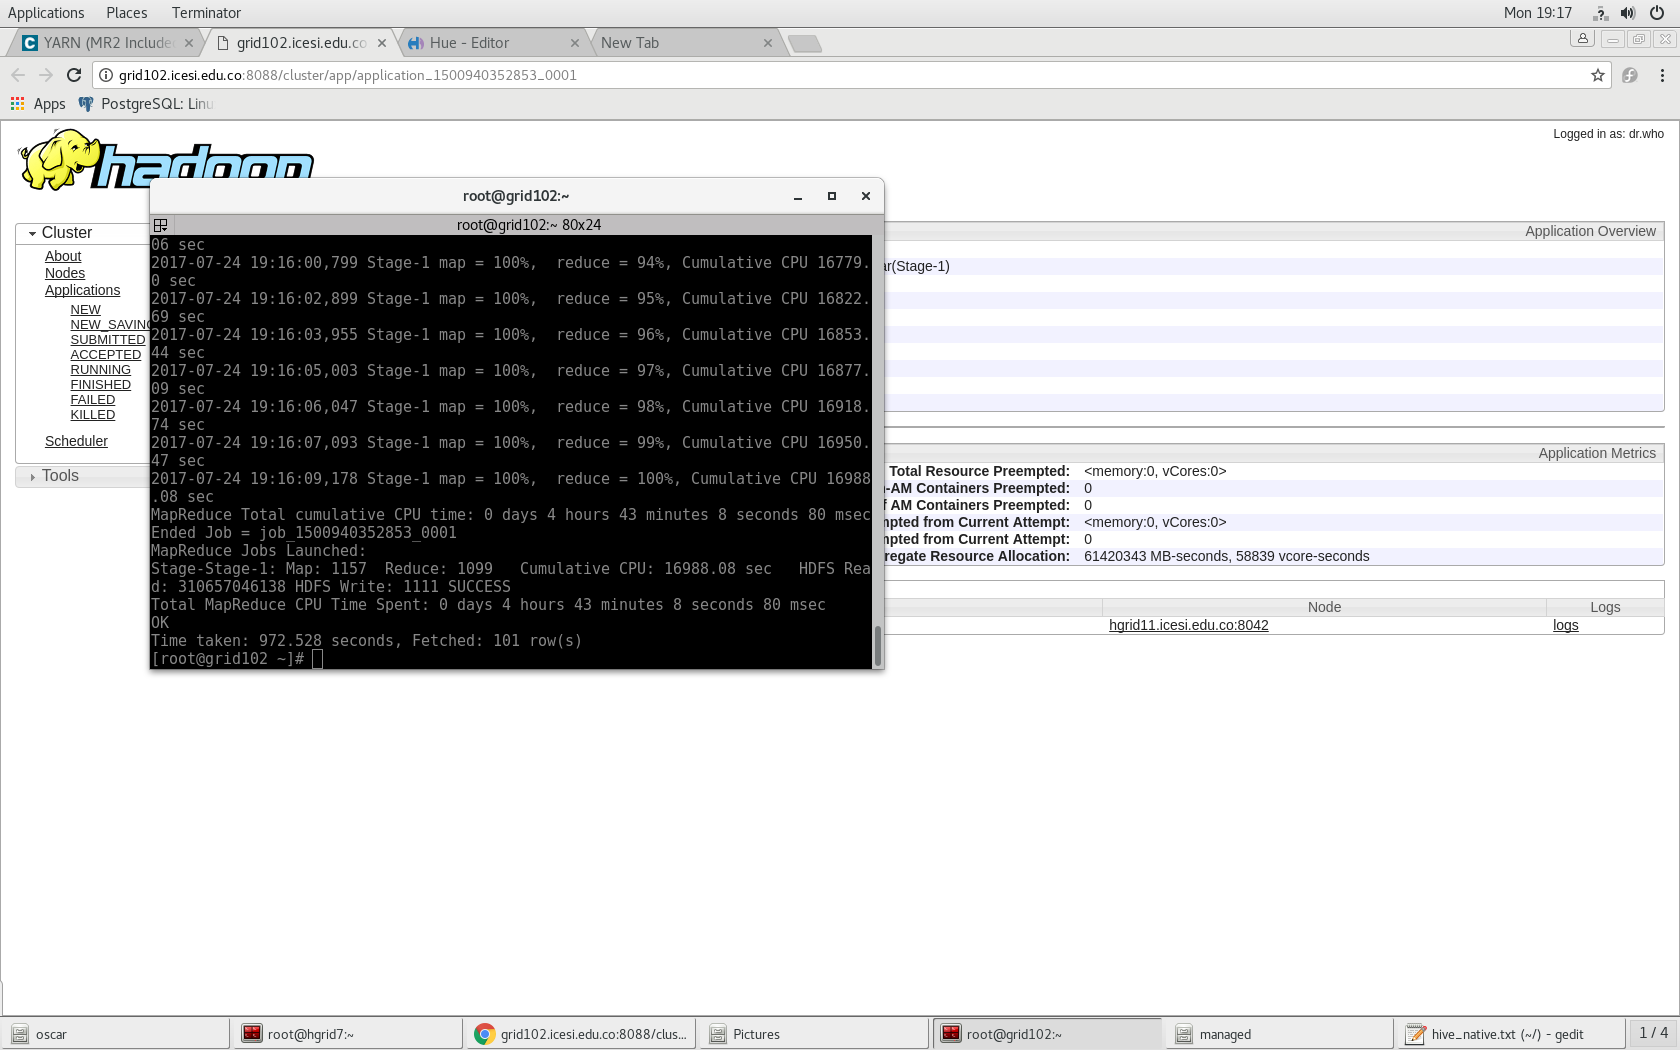 Applications Places Terminator Mon 19:17
YARN (MR2 Include grid102.icesi.edu.co Hue - Editor New Tab
grid102.icesi.edu.co:8088/cluster/app/application_1500940352853_0001
Apps PostgreSQL: Linu
hadoop
Logged in as: dr.who
root@grid102:~
root@grid102:~ 80x24
Cluster
About
Nodes
Applications
NEW
NEW_SAVING
SUBMITTED
ACCEPTED
RUNNING
FINISHED
FAILED
KILLED
Scheduler
Tools
06 sec
2017-07-24 19:16:00,799 Stage-1 map = 100%,  reduce = 94%, Cumulative CPU 16779.
0 sec
2017-07-24 19:16:02,899 Stage-1 map = 100%,  reduce = 95%, Cumulative CPU 16822.
69 sec
2017-07-24 19:16:03,955 Stage-1 map = 100%,  reduce = 96%, Cumulative CPU 16853.
44 sec
2017-07-24 19:16:05,003 Stage-1 map = 100%,  reduce = 97%, Cumulative CPU 16877.
09 sec
2017-07-24 19:16:06,047 Stage-1 map = 100%,  reduce = 98%, Cumulative CPU 16918.
74 sec
2017-07-24 19:16:07,093 Stage-1 map = 100%,  reduce = 99%, Cumulative CPU 16950.
47 sec
2017-07-24 19:16:09,178 Stage-1 map = 100%,  reduce = 100%, Cumulative CPU 16988
.08 sec
MapReduce Total cumulative CPU time: 0 days 4 hours 43 minutes 8 seconds 80 msec
Ended Job = job_1500940352853_0001
MapReduce Jobs Launched:
Stage-Stage-1: Map: 1157  Reduce: 1099   Cumulative CPU: 16988.08 sec   HDFS Rea
d: 310657046138 HDFS Write: 1111 SUCCESS
Total MapReduce CPU Time Spent: 0 days 4 hours 43 minutes 8 seconds 80 msec
OK
Time taken: 972.528 seconds, Fetched: 101 row(s)
[root@grid102 ~]#
Application Overview
ar(Stage-1)
Application Metrics
Total Resource Preempted: <memory:0, vCores:0>
-AM Containers Preempted: 0
f AM Containers Preempted: 0
mpted from Current Attempt: <memory:0, vCores:0>
mpted from Current Attempt: 0
regate Resource Allocation: 61420343 MB-seconds, 58839 vcore-seconds
Node Logs
hgrid11.icesi.edu.co:8042 logs
oscar root@hgrid7:~ grid102.icesi.edu.co:8088/clus... Pictures root@grid102:~ managed hive_native.txt (~/) - gedit 1 / 4